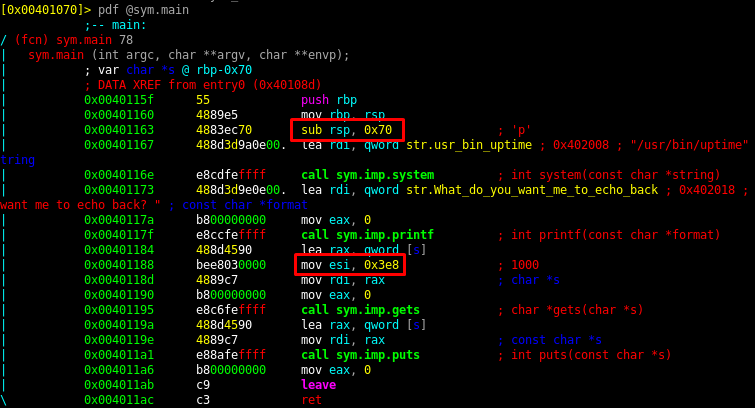 [0x00401070]> pdf @sym.main
;-- main:
/ (fcn) sym.main 78
| sym.main (int argc, char **argv, char **envp);
| ; var char *s @ rbp-0x70
| ; DATA XREF from entry0 (0x40108d)
| 0x0040115f 55 push rbp
| 0x00401160 4889e5 mov rbp, rsp
| 0x00401163 4883ec70 sub rsp, 0x70 ; 'p'
| 0x00401167 488d3d9a0e00. lea rdi, qword str.usr_bin_uptime ; 0x402008 ; "/usr/bin/uptime"
tring
| 0x0040116e e8cdfeffff call sym.imp.system ; int system(const char *string)
| 0x00401173 488d3d9e0e00. lea rdi, qword str.What_do_you_want_me_to_echo_back ; 0x402018 ;
want me to echo back? " ; const char *format
| 0x0040117a b800000000 mov eax, 0
| 0x0040117f e8ccfeffff call sym.imp.printf ; int printf(const char *format)
| 0x00401184 488d4590 lea rax, qword [s]
| 0x00401188 bee8030000 mov esi, 0x3e8 ; 1000
| 0x0040118d 4889c7 mov rdi, rax ; char *s
| 0x00401190 b800000000 mov eax, 0
| 0x00401195 e8c6feffff call sym.imp.gets ; char *gets(char *s)
| 0x0040119a 488d4590 lea rax, qword [s]
| 0x0040119e 4889c7 mov rdi, rax ; const char *s
| 0x004011a1 e88afeffff call sym.imp.puts ; int puts(const char *s)
| 0x004011a6 b800000000 mov eax, 0
| 0x004011ab c9 leave
\ 0x004011ac c3 ret